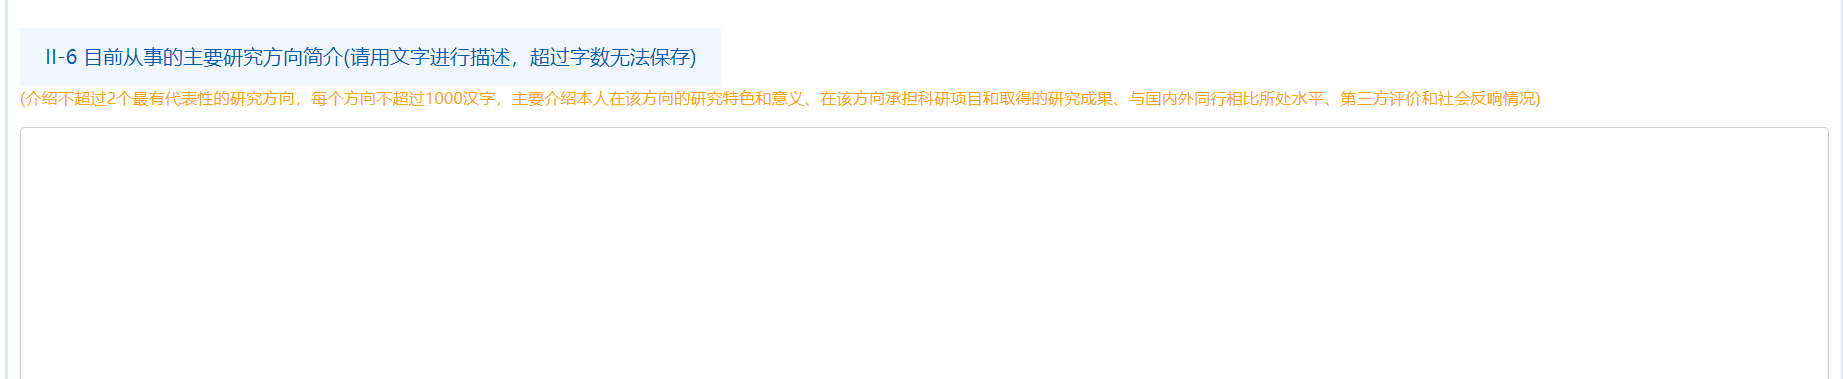 II-6 目前从事的主要研究方向简介(请用文字进行描述，超过字数无法保存)
(介绍不超过2个最有代表性的研究方向，每个方向不超过1000汉字，主要介绍本人在该方向的研究特色和意义、在该方向承担科研项目和取得的研究成果、与国内外同行相比所处水平、第三方评价和社会反响情况)